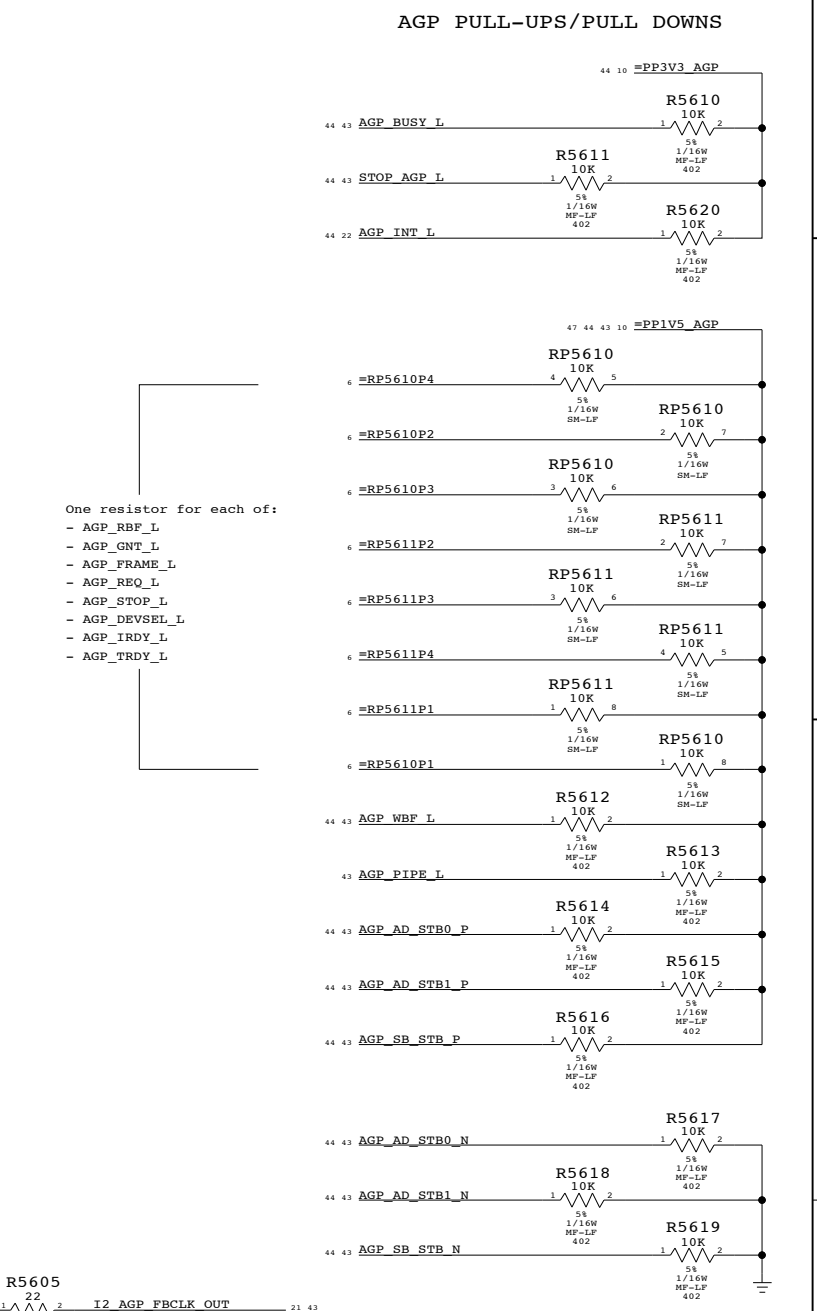 AGP PULL-UPS/PULL DOWNS
44 10 =PP3V3_AGP
R5610
10K
44 43 AGP_BUSY_L 1 2
5%
1/16W
MF-LF
402
R5611
10K
44 43 STOP_AGP_L 1 2
5%
1/16W
MF-LF
402
R5620
10K
44 22 AGP_INT_L 1 2
5%
1/16W
MF-LF
402
47 44 43 10 =PP1V5_AGP
RP5610
10K
6 =RP5610P4 4 5
5%
1/16W
SM-LF
RP5610
10K
6 =RP5610P2 2 7
5%
1/16W
SM-LF
RP5610
10K
6 =RP5610P3 3 6
5%
1/16W
SM-LF
One resistor for each of:
- AGP_RBF_L
- AGP_GNT_L
- AGP_FRAME_L
- AGP_REQ_L
- AGP_STOP_L
- AGP_DEVSEL_L
- AGP_IRDY_L
- AGP_TRDY_L
RP5611
10K
6 =RP5611P2 2 7
5%
1/16W
SM-LF
RP5611
10K
6 =RP5611P3 3 6
5%
1/16W
SM-LF
RP5611
10K
6 =RP5611P4 4 5
5%
1/16W
SM-LF
RP5611
10K
6 =RP5611P1 1 8
5%
1/16W
SM-LF
RP5610
10K
6 =RP5610P1 1 8
5%
1/16W
SM-LF
R5612
10K
44 43 AGP_WBF_L 1 2
5%
1/16W
MF-LF
402
R5613
10K
43 AGP_PIPE_L 1 2
5%
1/16W
MF-LF
402
R5614
10K
44 43 AGP_AD_STB0_P 1 2
5%
1/16W
MF-LF
402
R5615
10K
44 43 AGP_AD_STB1_P 1 2
5%
1/16W
MF-LF
402
R5616
10K
44 43 AGP_SB_STB_P 1 2
5%
1/16W
MF-LF
402
R5617
10K
44 43 AGP_AD_STB0_N 1 2
5%
1/16W
MF-LF
402
R5618
10K
44 43 AGP_AD_STB1_N 1 2
5%
1/16W
MF-LF
402
R5619
10K
44 43 AGP_SB_STB_N 1 2
5%
1/16W
MF-LF
402
R5605
22
1 2 I2_AGP_FBCLK_OUT 21 43